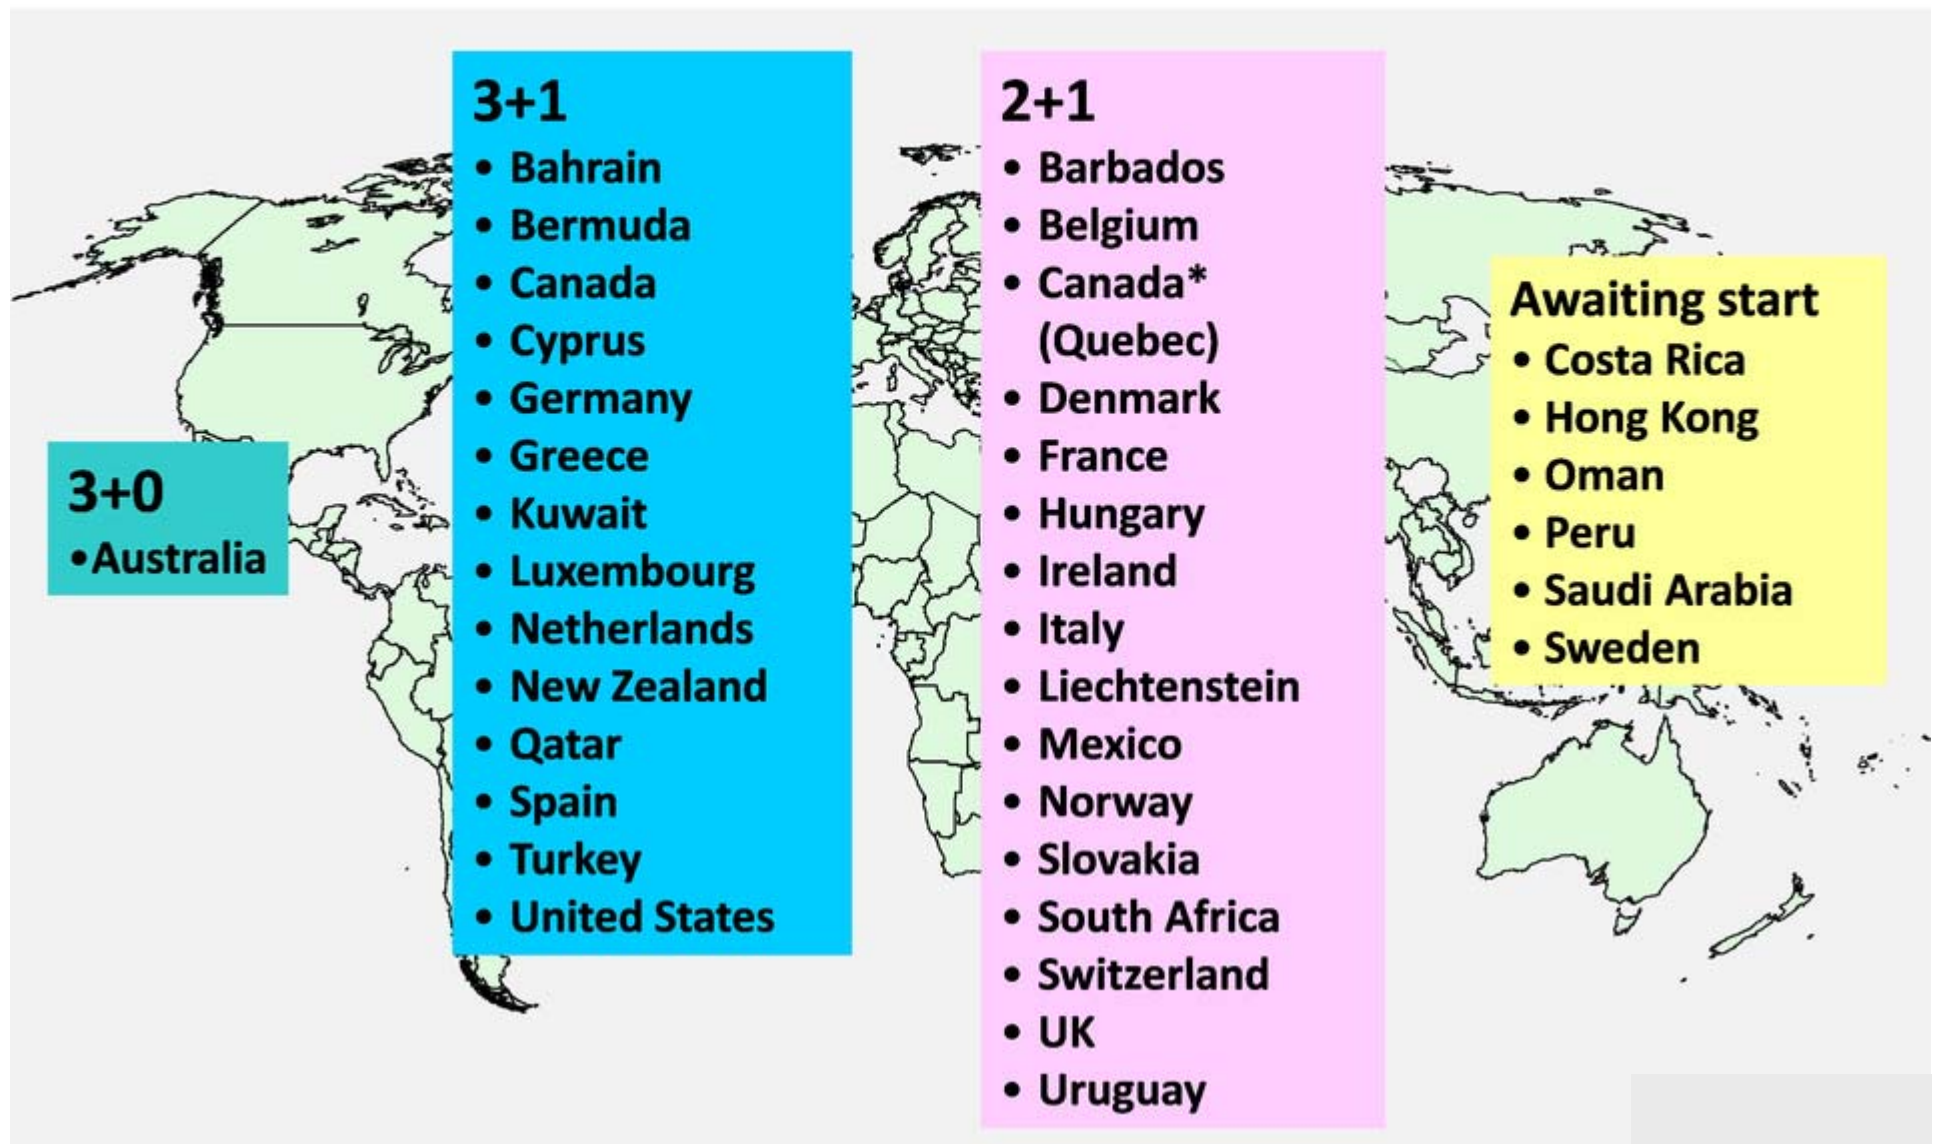 3+0
•Australia
3+1
• Bahrain
• Bermuda
• Canada
• Cyprus
• Germany
• Greece
• Kuwait
• Luxembourg
• Netherlands
• New Zealand
• Qatar
• Spain
• Turkey
• United States
2+1
• Barbados
• Belgium
• Canada*
(Quebec)
• Denmark
• France
• Hungary
• Ireland
• Italy
• Liechtenstein
• Mexico
• Norway
• Slovakia
• South Africa
• Switzerland
• UK
• Uruguay
Awaiting start
• Costa Rica
• Hong Kong
• Oman
• Peru
• Saudi Arabia
• Sweden